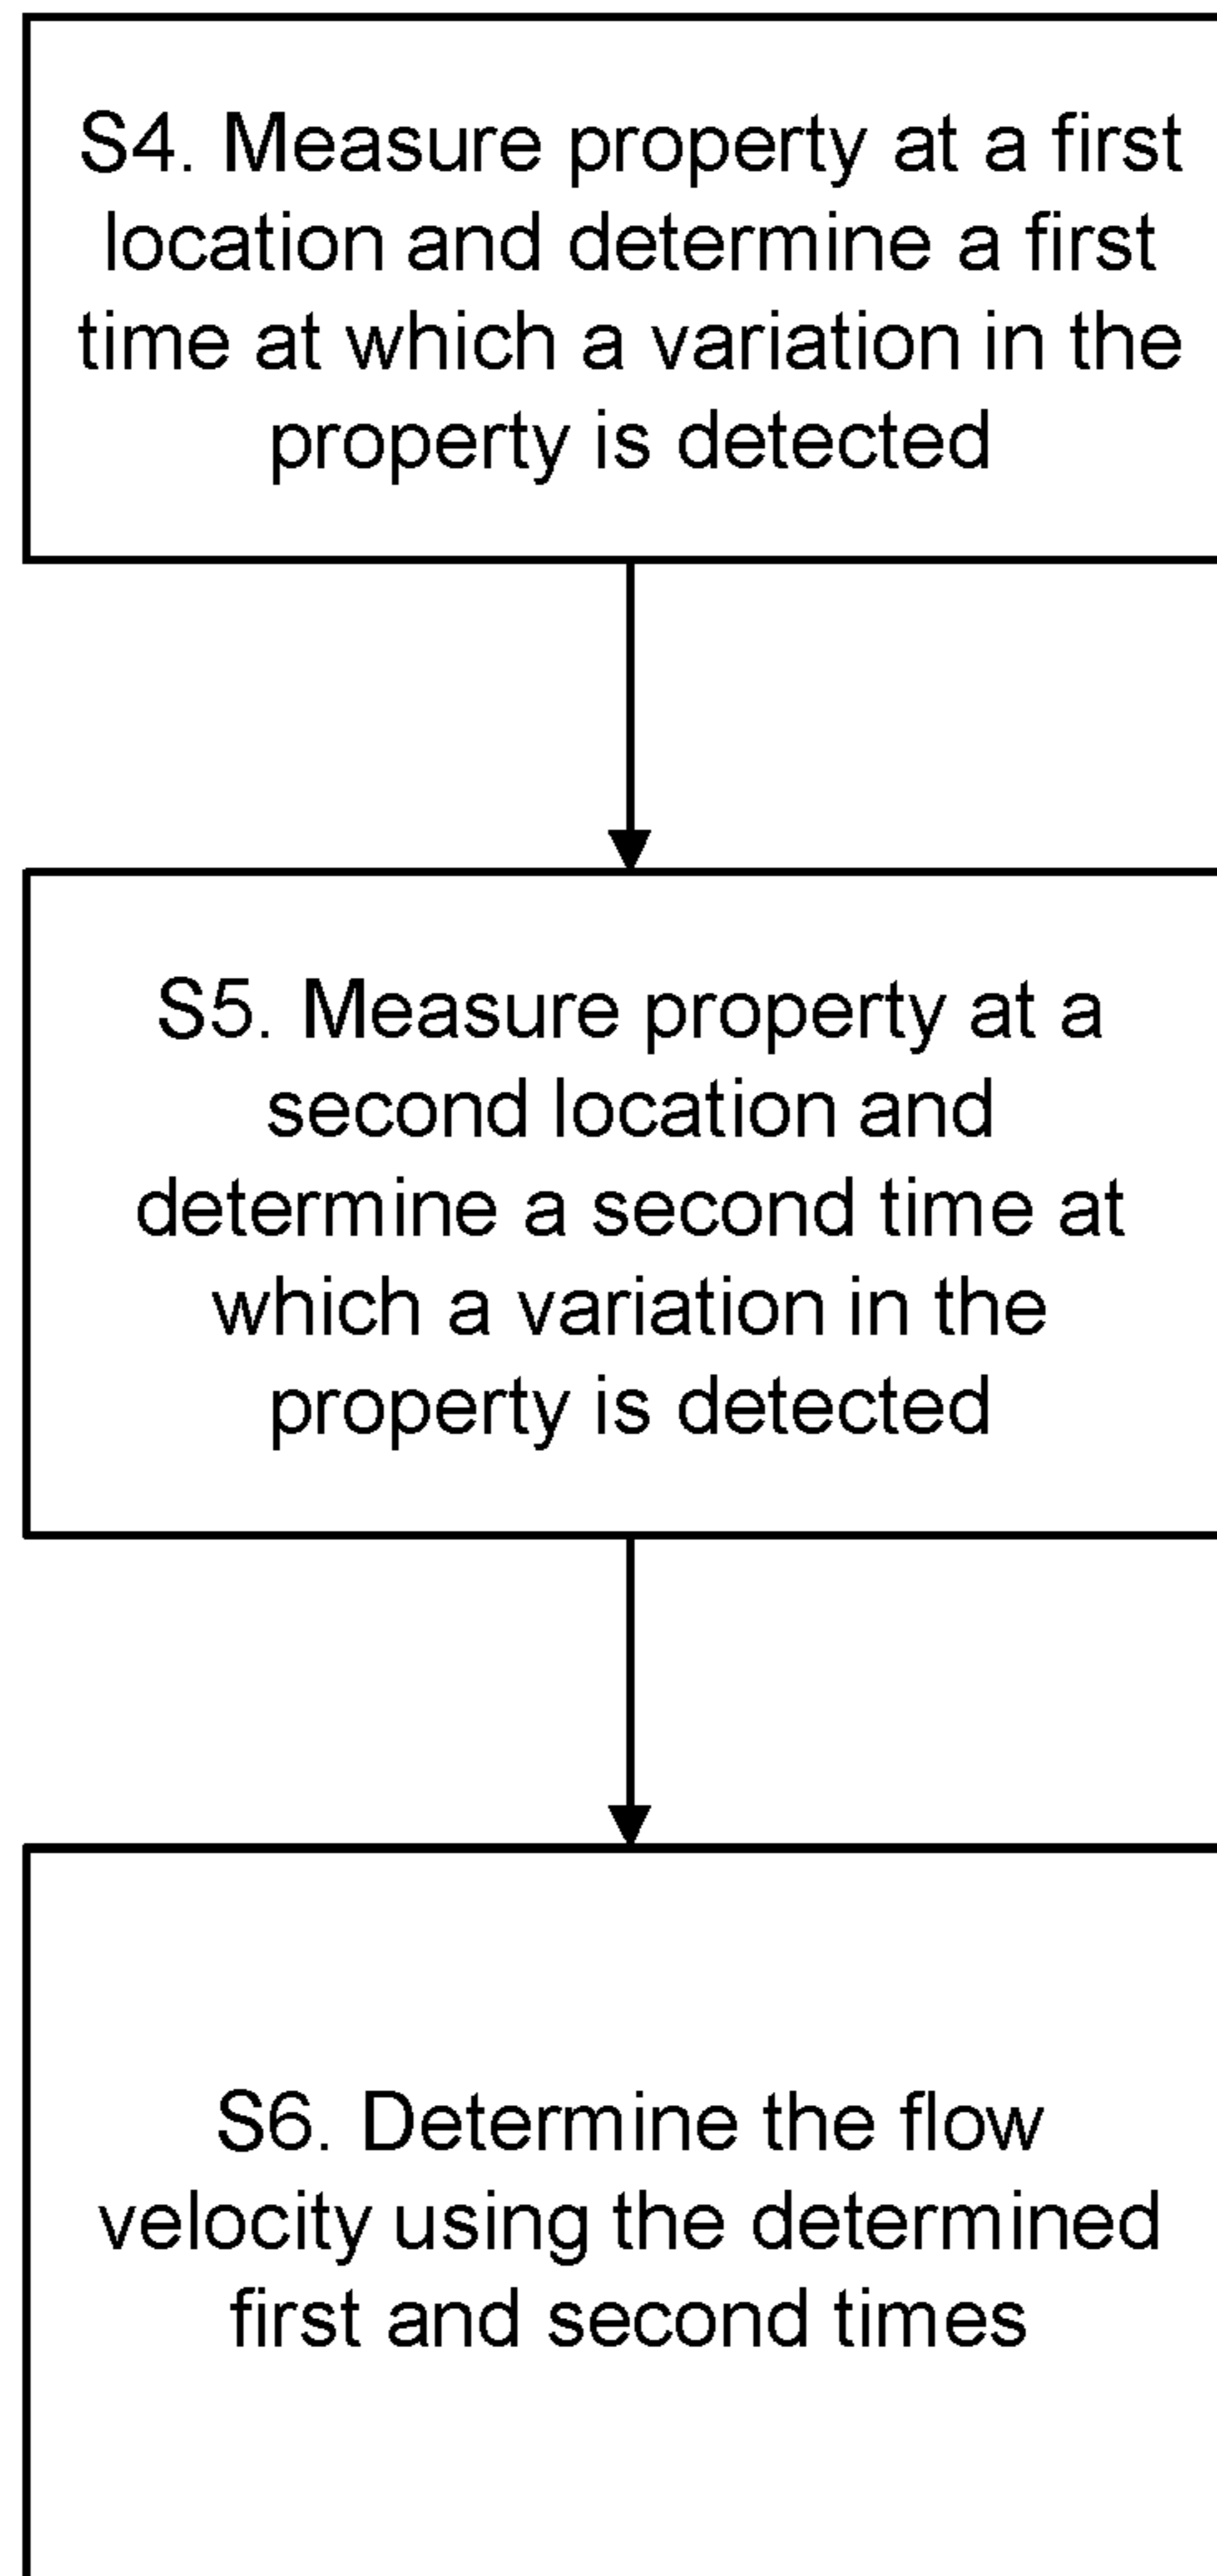 S4. Measure property at a first
location and determine a first
time at which a variation in the
property is detected
S5. Measure property at a
second location and
determine a second time at
which a variation in the
property is detected
S6. Determine the flow
velocity using the determined
first and second times